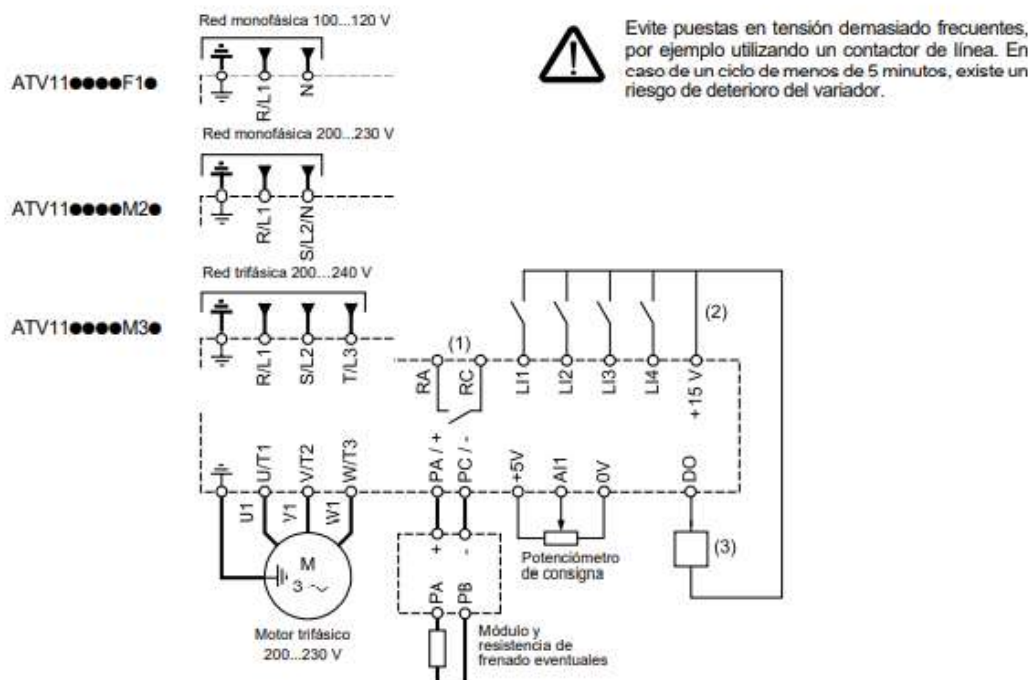 Red monofásica 100...120 V
ATV11●●●●F1●
R/L1
N
Evite puestas en tensión demasiado frecuentes,
por ejemplo utilizando un contactor de línea. En
caso de un ciclo de menos de 5 minutos, existe un
riesgo de deterioro del variador.
Red monofásica 200...230 V
ATV11●●●●M2●
R/L1
S/L2/N
Red trifásica 200...240 V
ATV11●●●●M3●
R/L1
S/L2
T/L3
(1)
RA
RC
LI1
LI2
LI3
LI4
+15 V
(2)
U/T1
V/T2
W/T3
PA / +
PC / -
+5V
AI1
0V
DO
U1
V1
W1
M
3 ~
Motor trifásico
200...230 V
+
-
PA
PB
Potenciómetro
de consigna
(3)
Módulo y
resistencia de
frenado eventuales